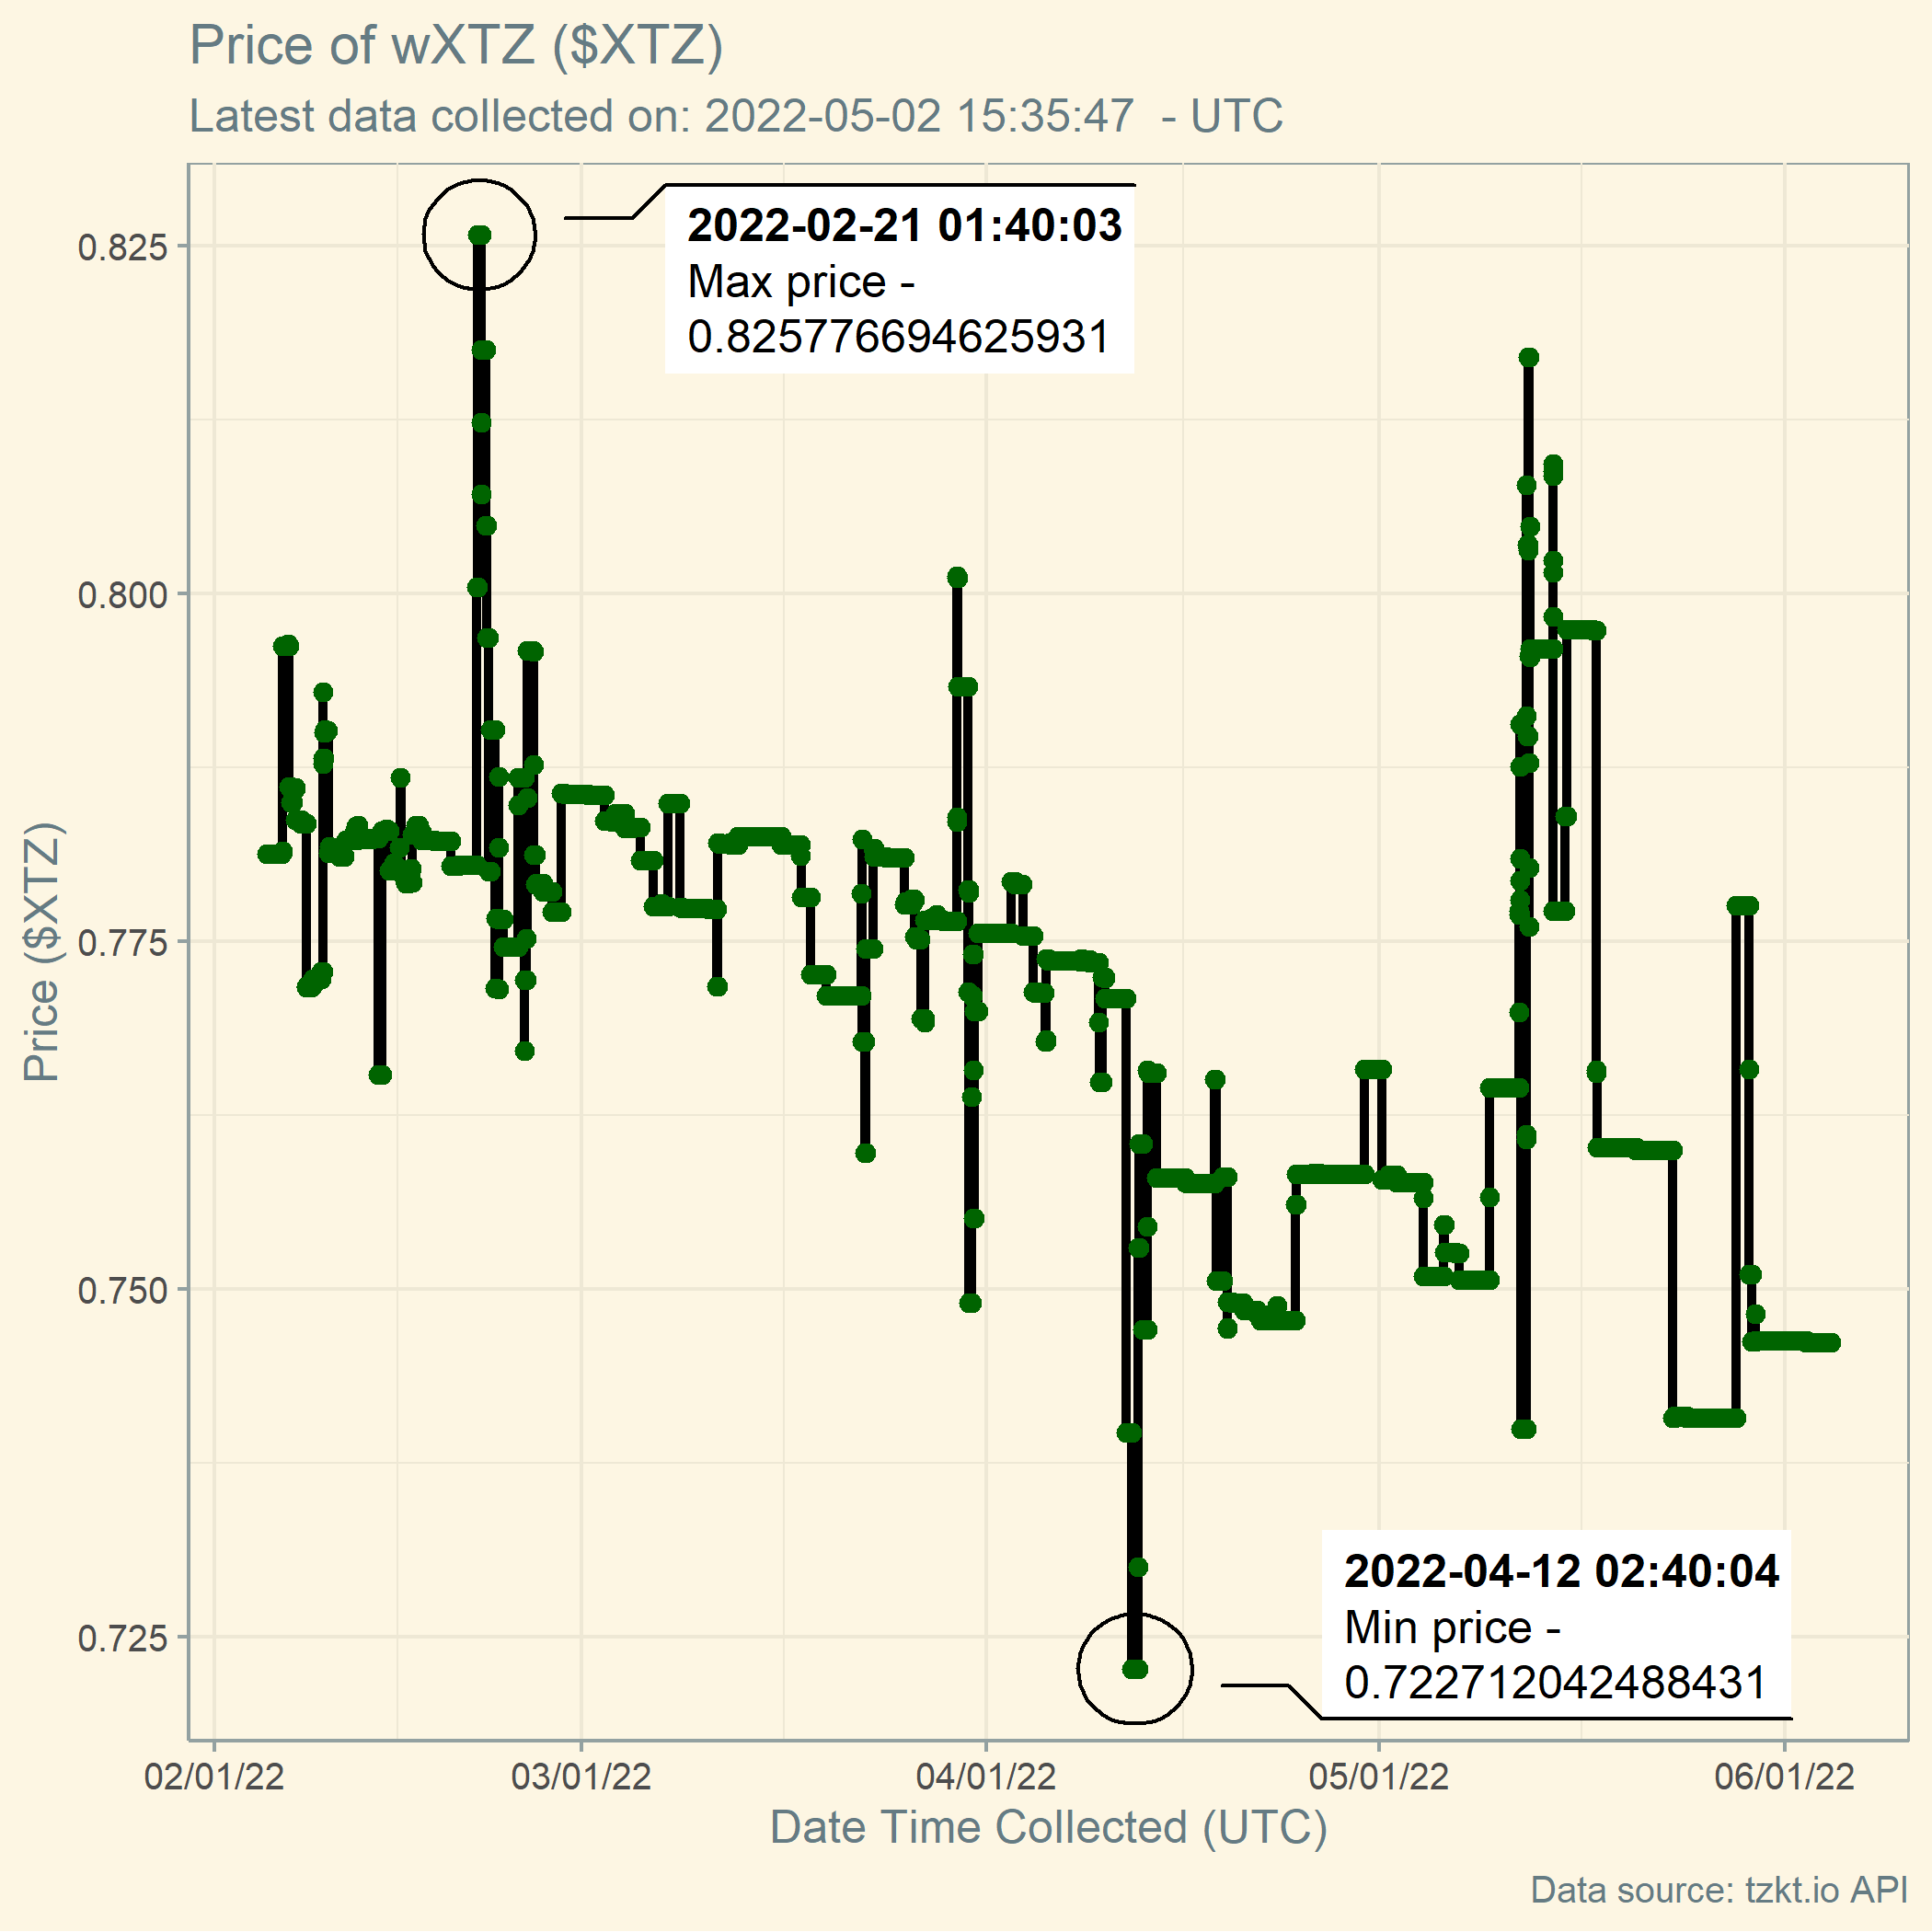 Price of wXTZ ($XTZ)
Latest data collected on: 2022-05-02 15:35:47  - UTC
2022-02-21 01:40:03
Max price -
0.825776694625931
0.825
0.800
0.775
0.750
0.725
Price ($XTZ)
2022-04-12 02:40:04
Min price -
0.722712042488431
02/01/22 03/01/22 04/01/22 05/01/22 06/01/22
Date Time Collected (UTC)
Data source: tzkt.io API